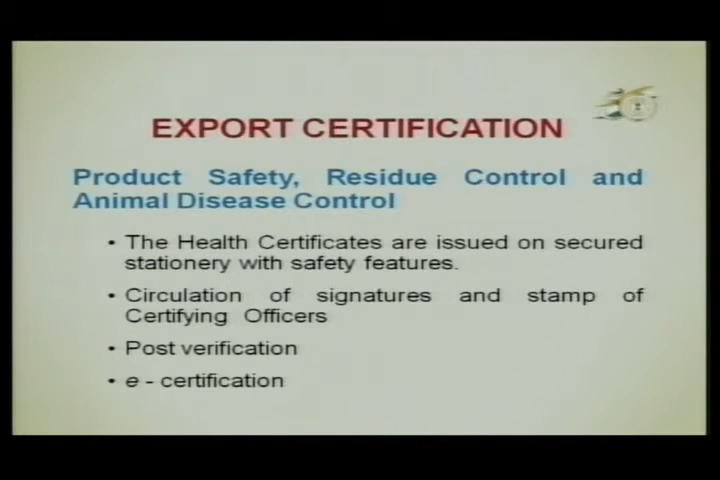 EXPORT CERTIFICATION
Product Safety, Residue Control and
Animal Disease Control
• The Health Certificates are issued on secured
stationery with safety features.
• Circulation of signatures and stamp of
Certifying Officers
• Post verification
• e - certification